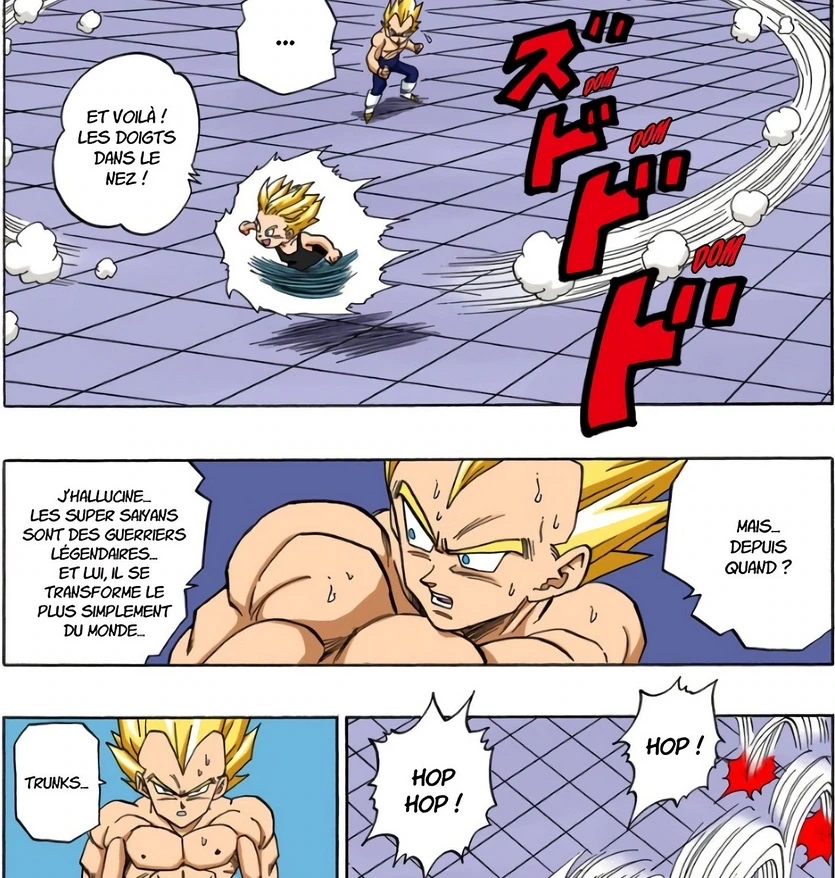 ...
ET VOILÀ !
LES DOIGTS
DANS LE
NEZ !
ズドドド
DOM
DOM
DOM
J'HALLUCINE...
LES SUPER SAIYANS
SONT DES GUERRIERS
LÉGENDAIRES...
ET LUI, IL SE
TRANSFORME LE
PLUS SIMPLEMENT
DU MONDE...
MAIS...
DEPUIS
QUAND ?
TRUNKS...
HOP
HOP !
HOP !